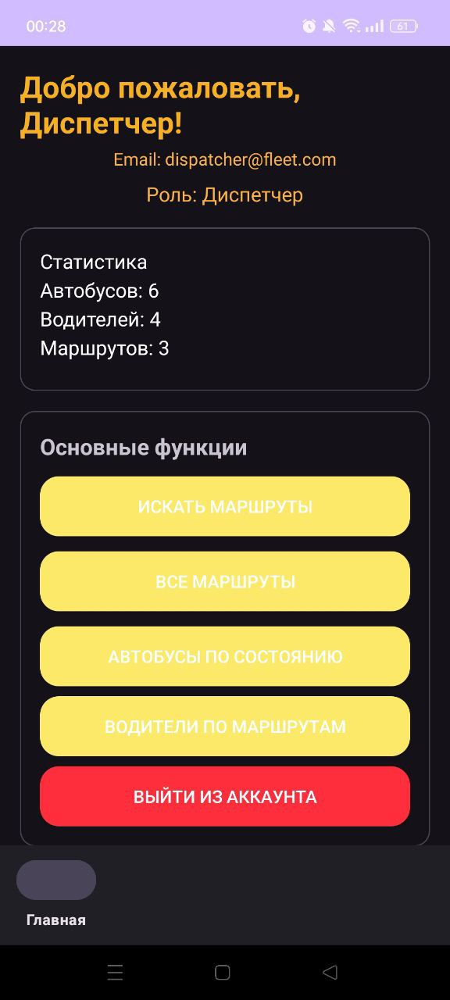 00:28
61
Добро пожаловать,
Диспетчер!
Email: dispatcher@fleet.com
Роль: Диспетчер
Статистика
Автобусов: 6
Водителей: 4
Маршрутов: 3
Основные функции
ИСКАТЬ МАРШРУТЫ
ВСЕ МАРШРУТЫ
АВТОБУСЫ ПО СОСТОЯНИЮ
ВОДИТЕЛИ ПО МАРШРУТАМ
ВЫЙТИ ИЗ АККАУНТА
Главная